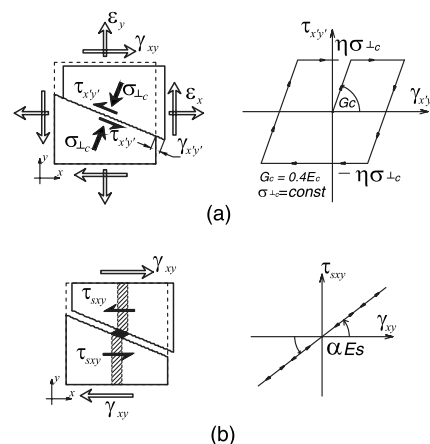 ε_y
γ_xy
τ_x'y'
σ⊥c
ε_x
σ⊥c
τ_x'y'
γ_x'y'
y
x
τ_x'y'
ησ⊥c
Gc
γ_x'y'
-ησ⊥c
Gc = 0.4Ec
σ⊥c=const
(a)
γ_xy
τ_sxy
τ_sxy
y
x
γ_xy
τ_sxy
γ_xy
αEs
(b)